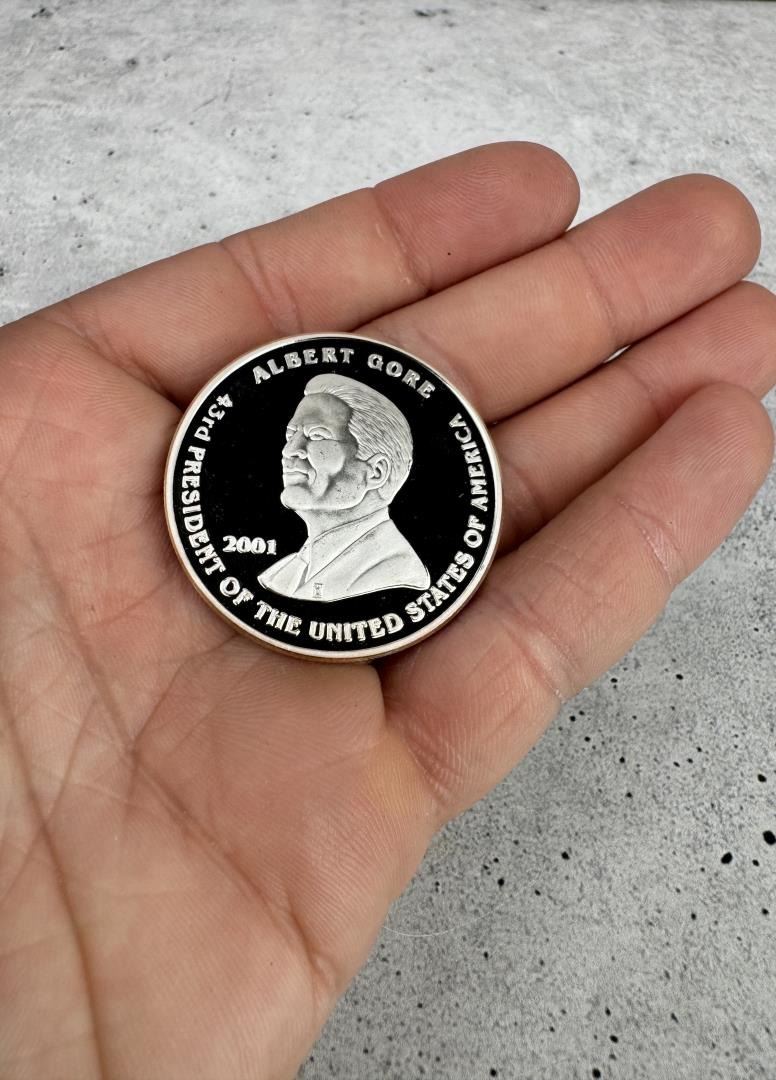 ALBERT GORE
43rd PRESIDENT OF THE UNITED STATES OF AMERICA
2001